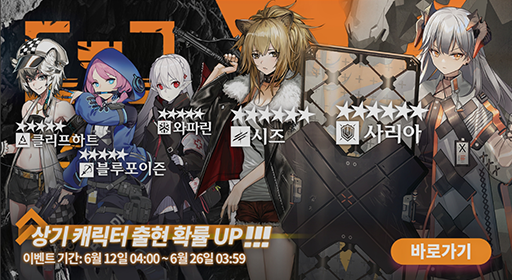 클리프하트
블루포이즌
와파린
시즈
사리아
상기 캐릭터 출현 확률 UP!!!
이벤트 기간: 6월 12일 04:00 ~ 6월 26일 03:59
바로가기